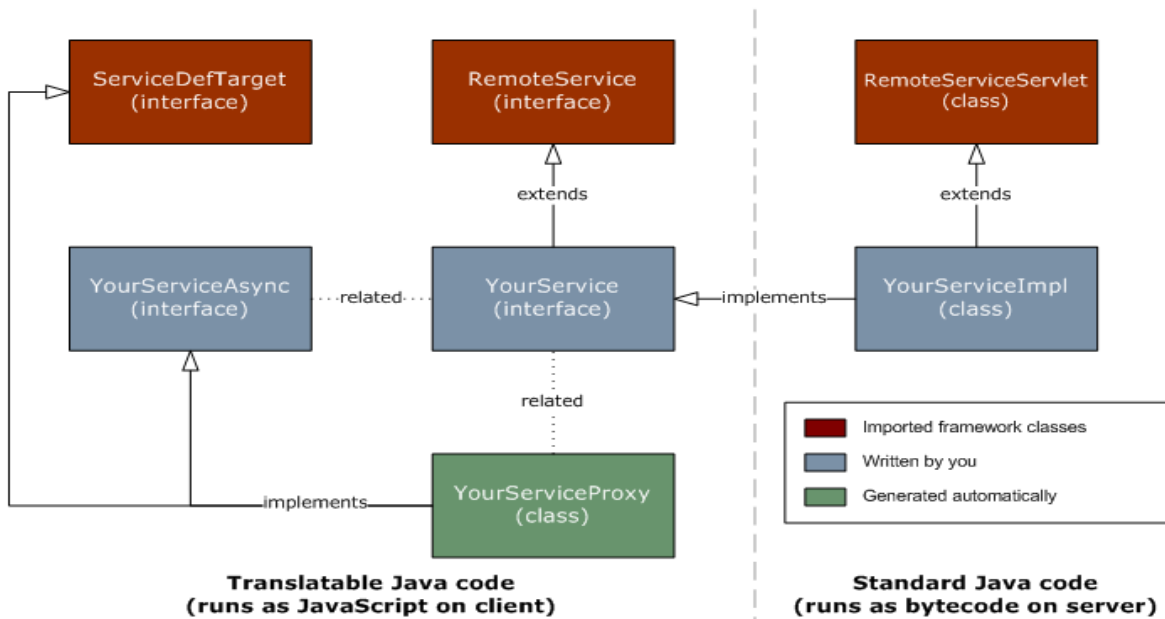 ServiceDefTarget
(interface)
RemoteService
(interface)
RemoteServiceServlet
(class)
extends
extends
YourServiceAsync
(interface)
related
YourService
(interface)
implements
YourServiceImpl
(class)
related
Imported framework classes
Written by you
Generated automatically
implements
YourServiceProxy
(class)
Translatable Java code
(runs as JavaScript on client)
Standard Java code
(runs as bytecode on server)